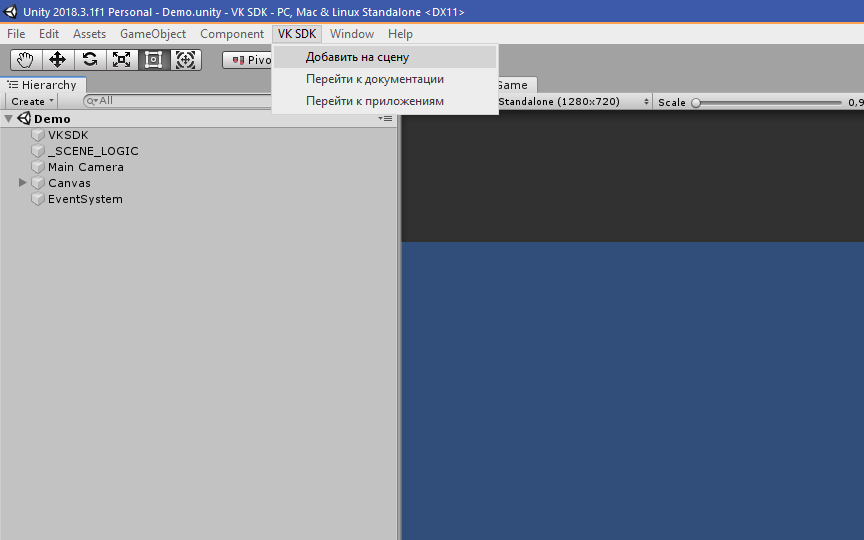 Unity 2018.3.1f1 Personal - Demo.unity - VK SDK - PC, Mac & Linux Standalone <DX11>
File Edit Assets GameObject Component VK SDK Window Help
Добавить на сцену
Перейти к документации
Перейти к приложениям
Pivo
Hierarchy
Game
Create
All
Standalone (1280x720)
Scale
0,9
Demo
VKSDK
_SCENE_LOGIC
Main Camera
Canvas
EventSystem